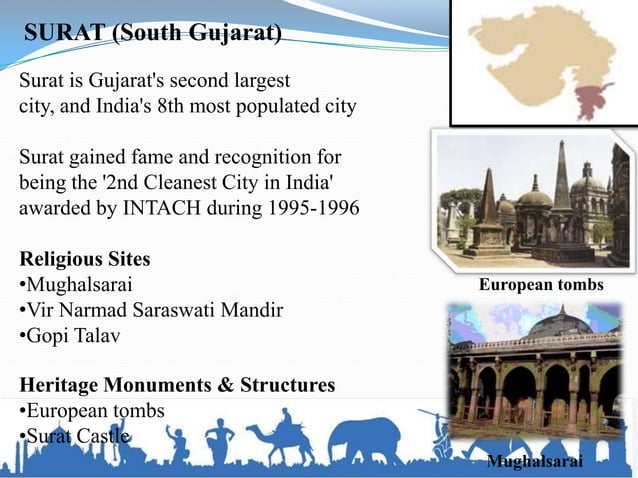 SURAT (South Gujarat)
Surat is Gujarat's second largest
city, and India's 8th most populated city
Surat gained fame and recognition for
being the '2nd Cleanest City in India'
awarded by INTACH during 1995-1996
Religious Sites
•Mughalsarai
•Vir Narmad Saraswati Mandir
•Gopi Talav
Heritage Monuments & Structures
•European tombs
•Surat Castle
European tombs
Mughalsarai